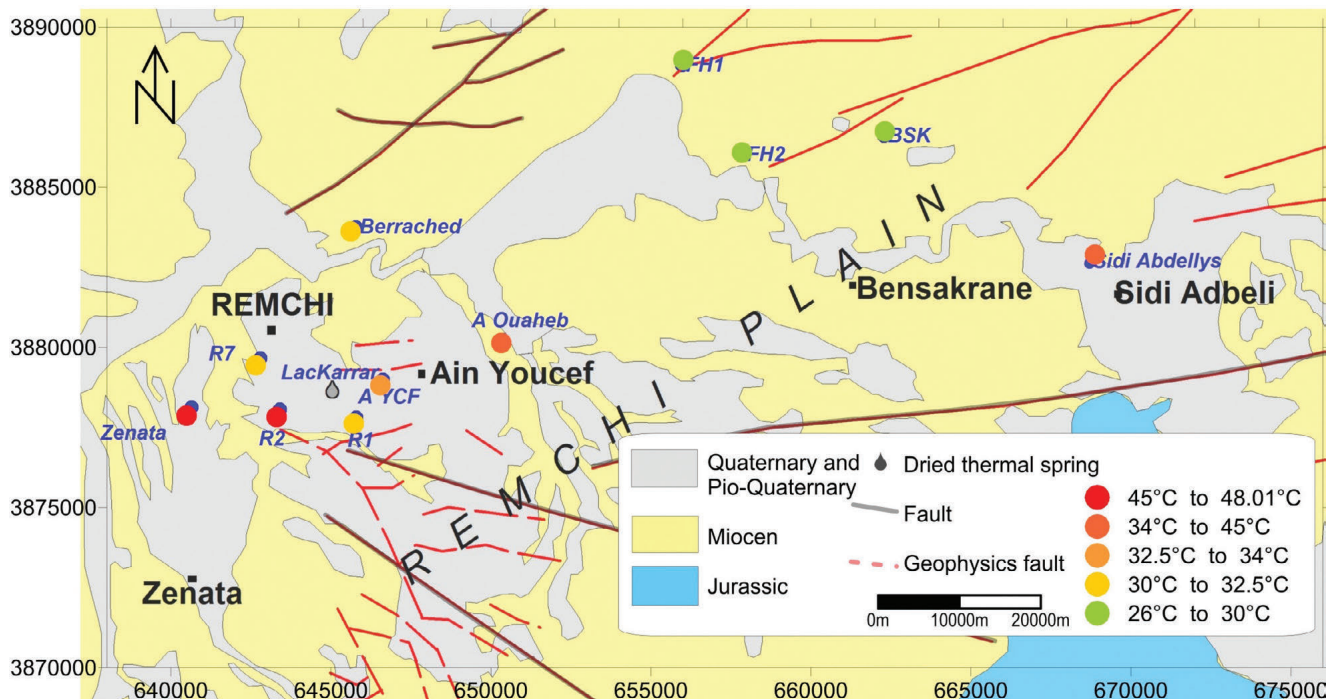 3890000
3885000
3880000
3875000
3870000
N
FH1
FH2
BSK
Berrached
Sidi Abdellys
Bensakrane
Sidi Adbeli
REMCHI
A Ouaheb
R7
LacKarrar
Ain Youcef
A YCF
Zenata
R2
R1
REMCHI PLAIN
Zenata
Quaternary and
Pio-Quaternary
Miocen
Jurassic
Dried thermal spring
Fault
Geophysics fault
0m 10000m 20000m
45°C to 48.01°C
34°C to 45°C
32.5°C to 34°C
30°C to 32.5°C
26°C to 30°C
640000 645000 650000 655000 660000 665000 670000 675000